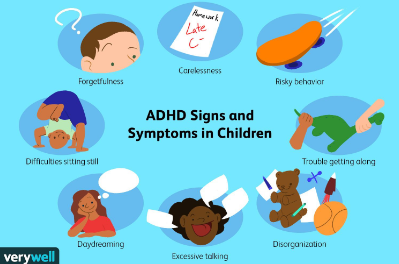 Homework
Late
C-
Forgetfulness
Carelessness
Risky behavior
ADHD Signs and
Symptoms in Children
Difficulties sitting still
Trouble getting along
Daydreaming
Excessive talking
Disorganization
verywell